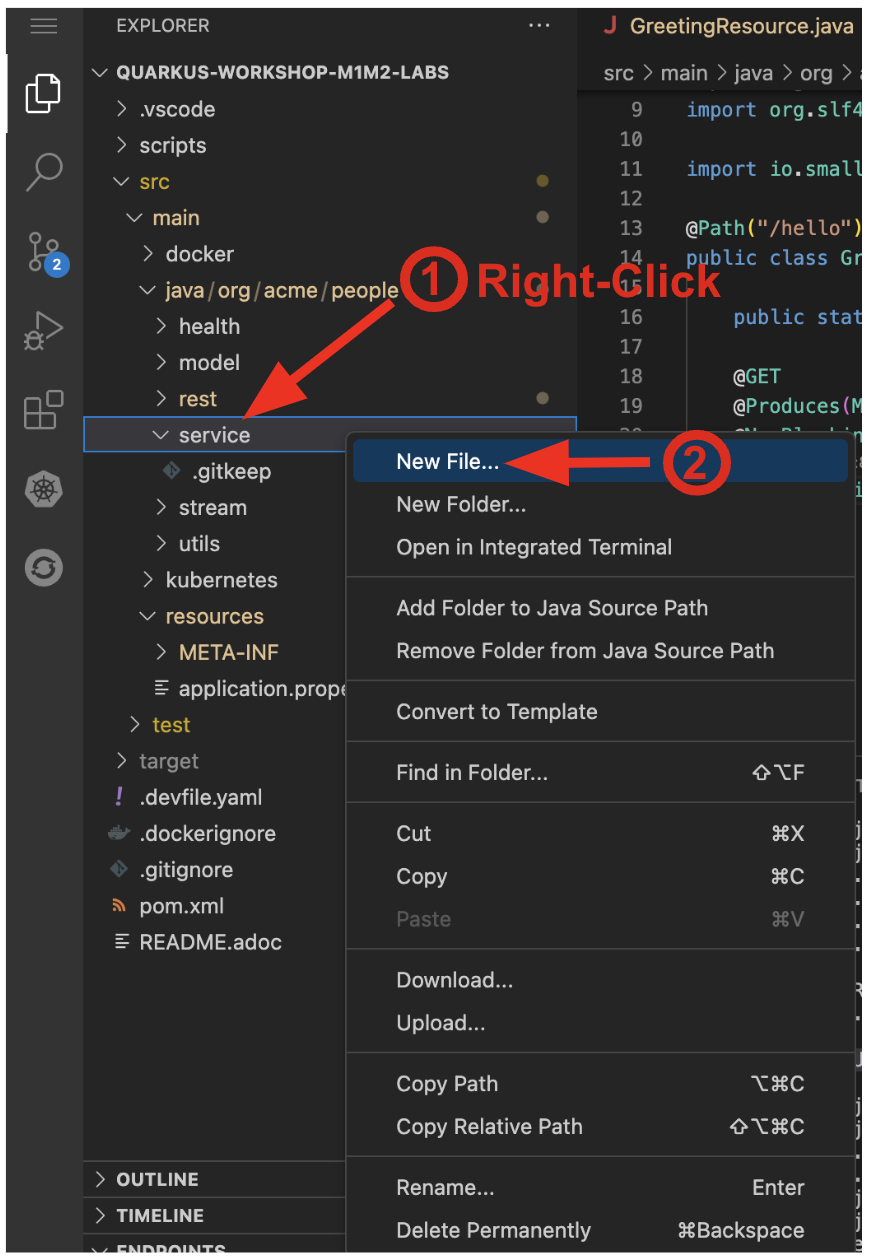 EXPLORER
QUARKUS-WORKSHOP-M1M2-LABS
.vscode
scripts
src
main
docker
java/org/acme/people
health
model
rest
service
.gitkeep
stream
utils
kubernetes
resources
META-INF
application.prope
test
target
! .devfile.yaml
.dockerignore
.gitignore
pom.xml
README.adoc
OUTLINE
TIMELINE
ENDPOINTS
2
1 Right-Click
2
J GreetingResource.java
src > main > java > org >
9 import org.slf4
10
11 import io.small
12
13 @Path("/hello")
14 public class Gr
15
16 public stat
17
18 @GET
19 @Produces(M
New File...
New Folder...
Open in Integrated Terminal
Add Folder to Java Source Path
Remove Folder from Java Source Path
Convert to Template
Find in Folder... ⇧⌥F
Cut ⌘X
Copy ⌘C
Paste ⌘V
Download...
Upload...
Copy Path ⌥⌘C
Copy Relative Path ⇧⌥⌘C
Rename... Enter
Delete Permanently ⌘Backspace